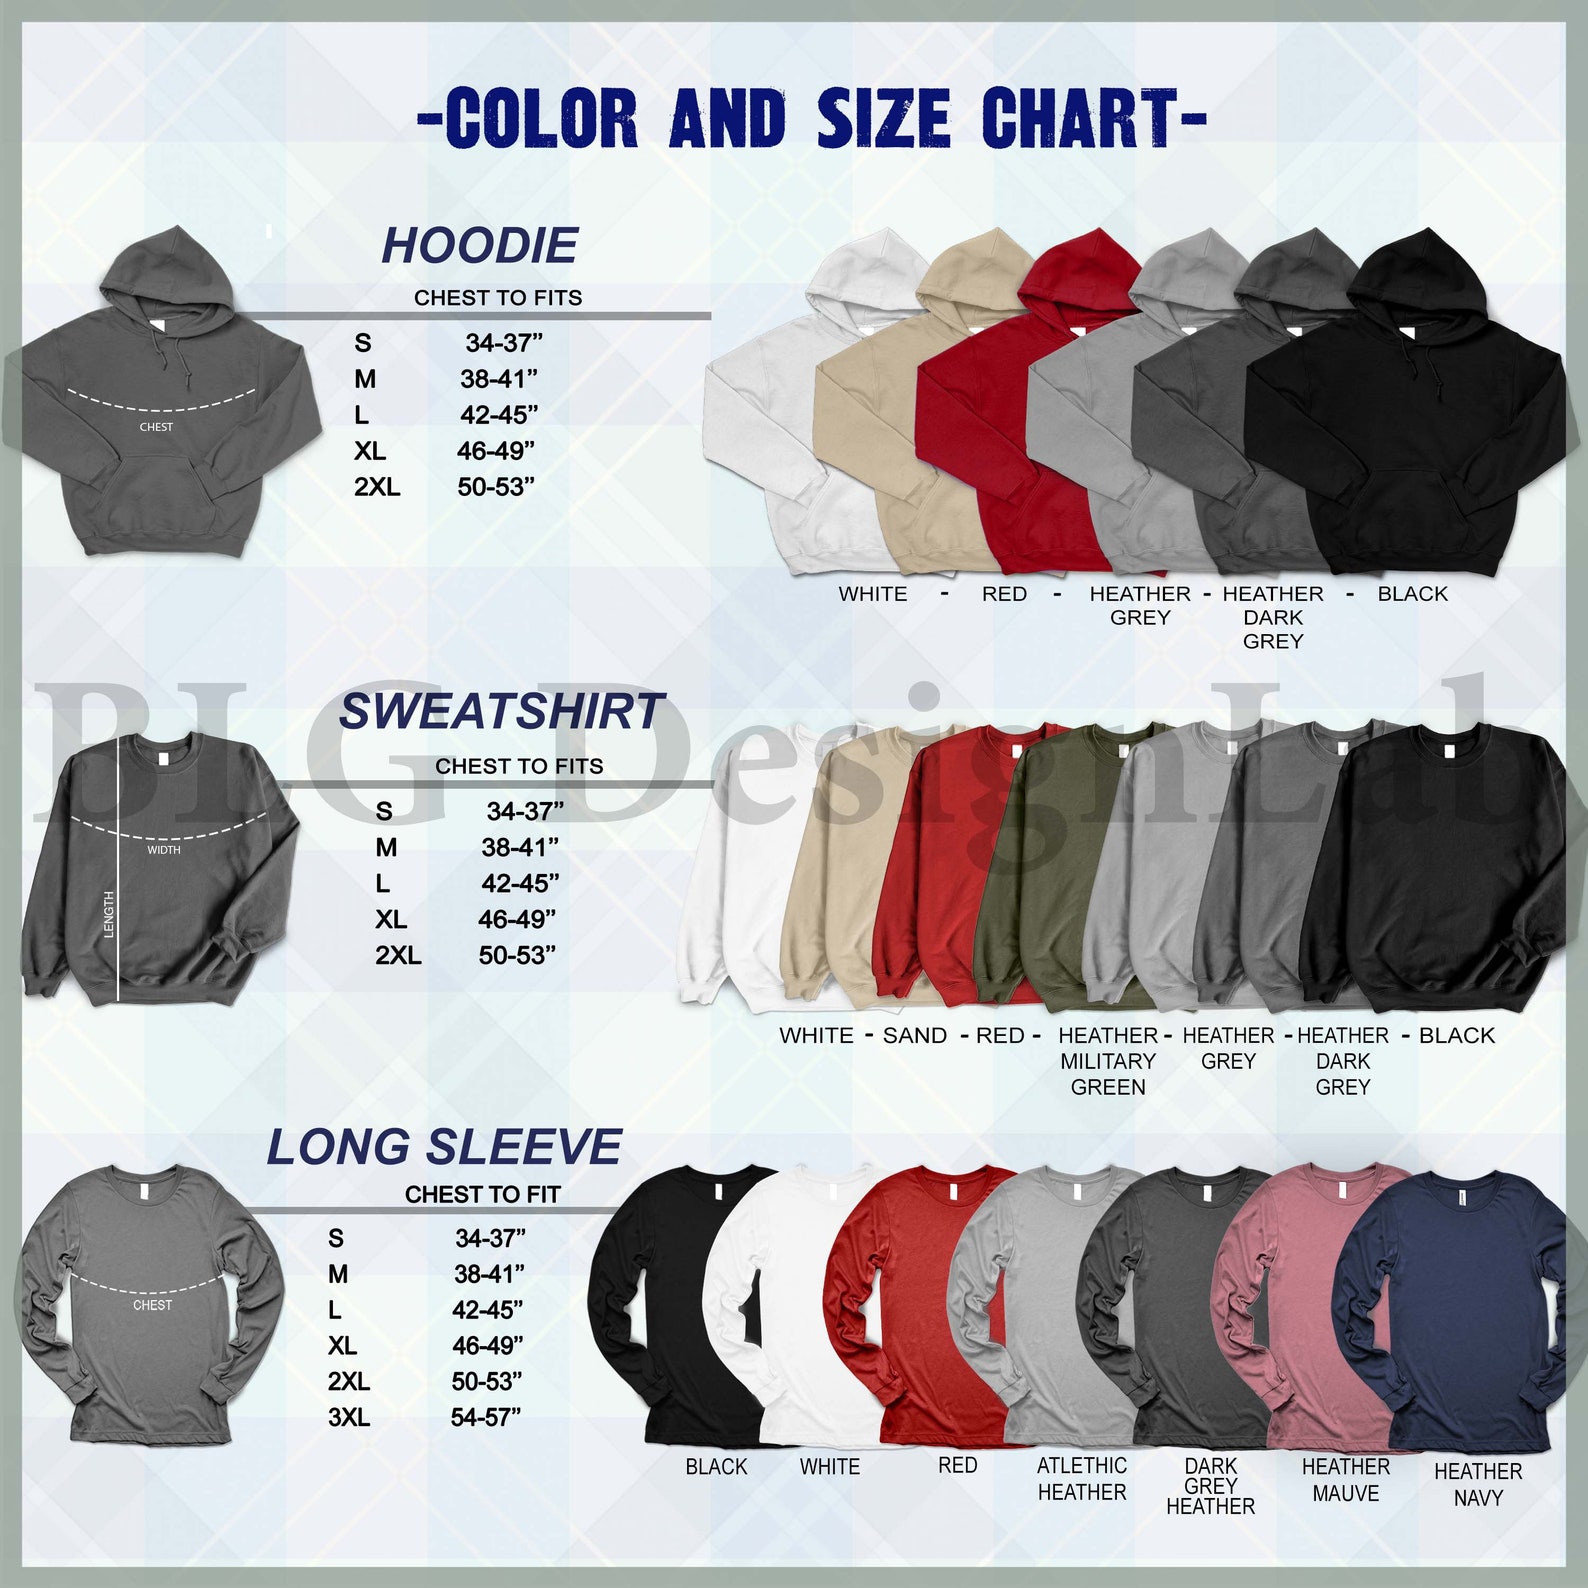 -COLOR AND SIZE CHART-
HOODIE
CHEST TO FITS
S 34-37”
M 38-41”
L 42-45”
XL 46-49”
2XL 50-53”
CHEST
WHITE - RED - HEATHER - HEATHER - BLACK
GREY DARK
GREY
BLG DesignLab
SWEATSHIRT
CHEST TO FITS
S 34-37”
M 38-41”
L 42-45”
XL 46-49”
2XL 50-53”
WIDTH
LENGTH
WHITE - SAND - RED - HEATHER - HEATHER - HEATHER - BLACK
MILITARY GREY DARK
GREEN GREY
LONG SLEEVE
CHEST TO FIT
S 34-37”
M 38-41”
L 42-45”
XL 46-49”
2XL 50-53”
3XL 54-57”
CHEST
BLACK WHITE RED ATLETHIC DARK HEATHER HEATHER
HEATHER GREY MAUVE NAVY
HEATHER